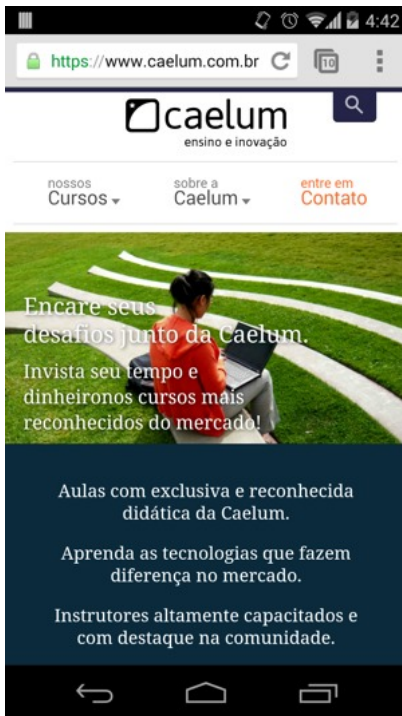 4:42
https://www.caelum.com.br
10
caelum
ensino e inovação
nossos
Cursos
sobre a
Caelum
entre em
Contato
Encare seus
desafios junto da Caelum.
Invista seu tempo e
dinheironos cursos mais
reconhecidos do mercado!
Aulas com exclusiva e reconhecida
didática da Caelum.
Aprenda as tecnologias que fazem
diferença no mercado.
Instrutores altamente capacitados e
com destaque na comunidade.